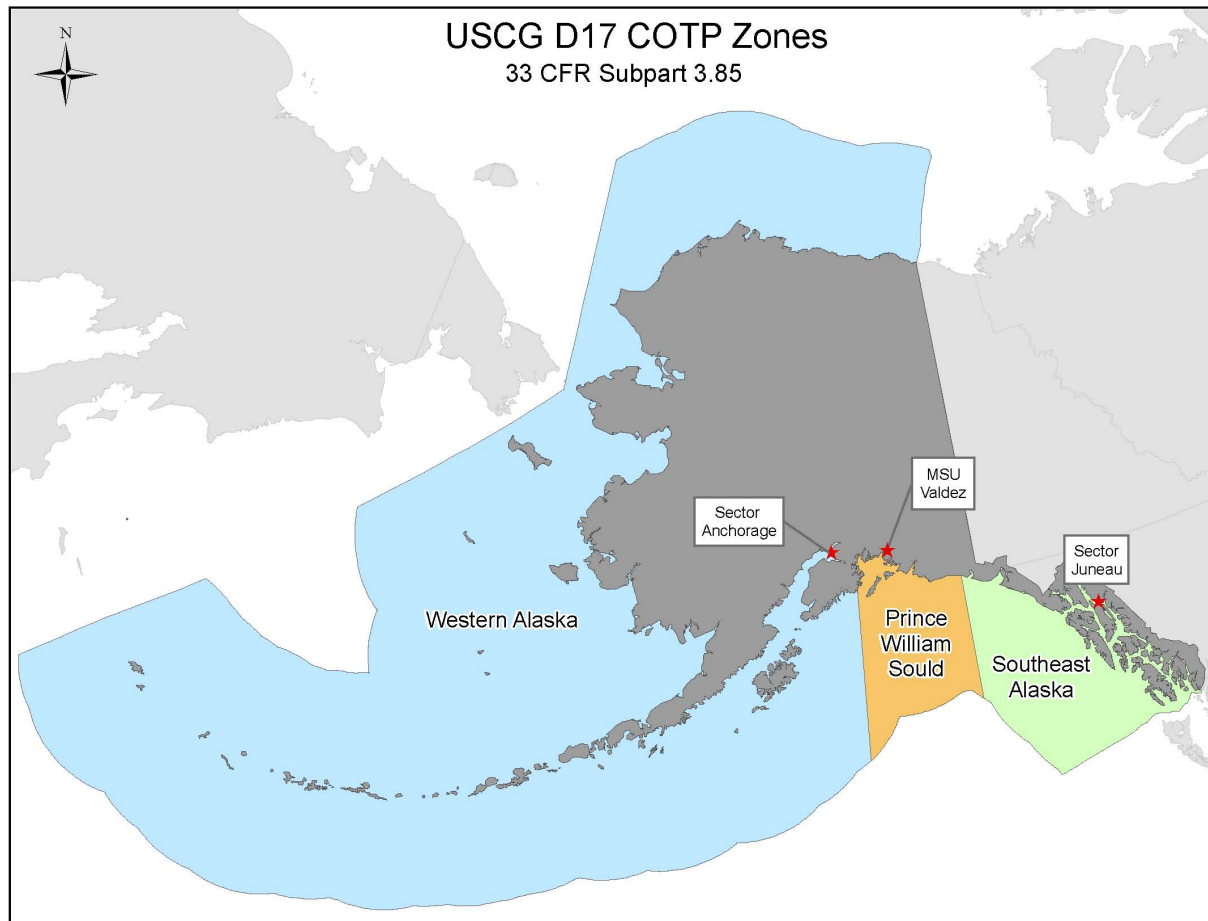 USCG D17 COTP Zones
33 CFR Subpart 3.85
N
MSU
Valdez
Sector
Anchorage
Sector
Juneau
Western Alaska
Prince
William
Sould
Southeast
Alaska